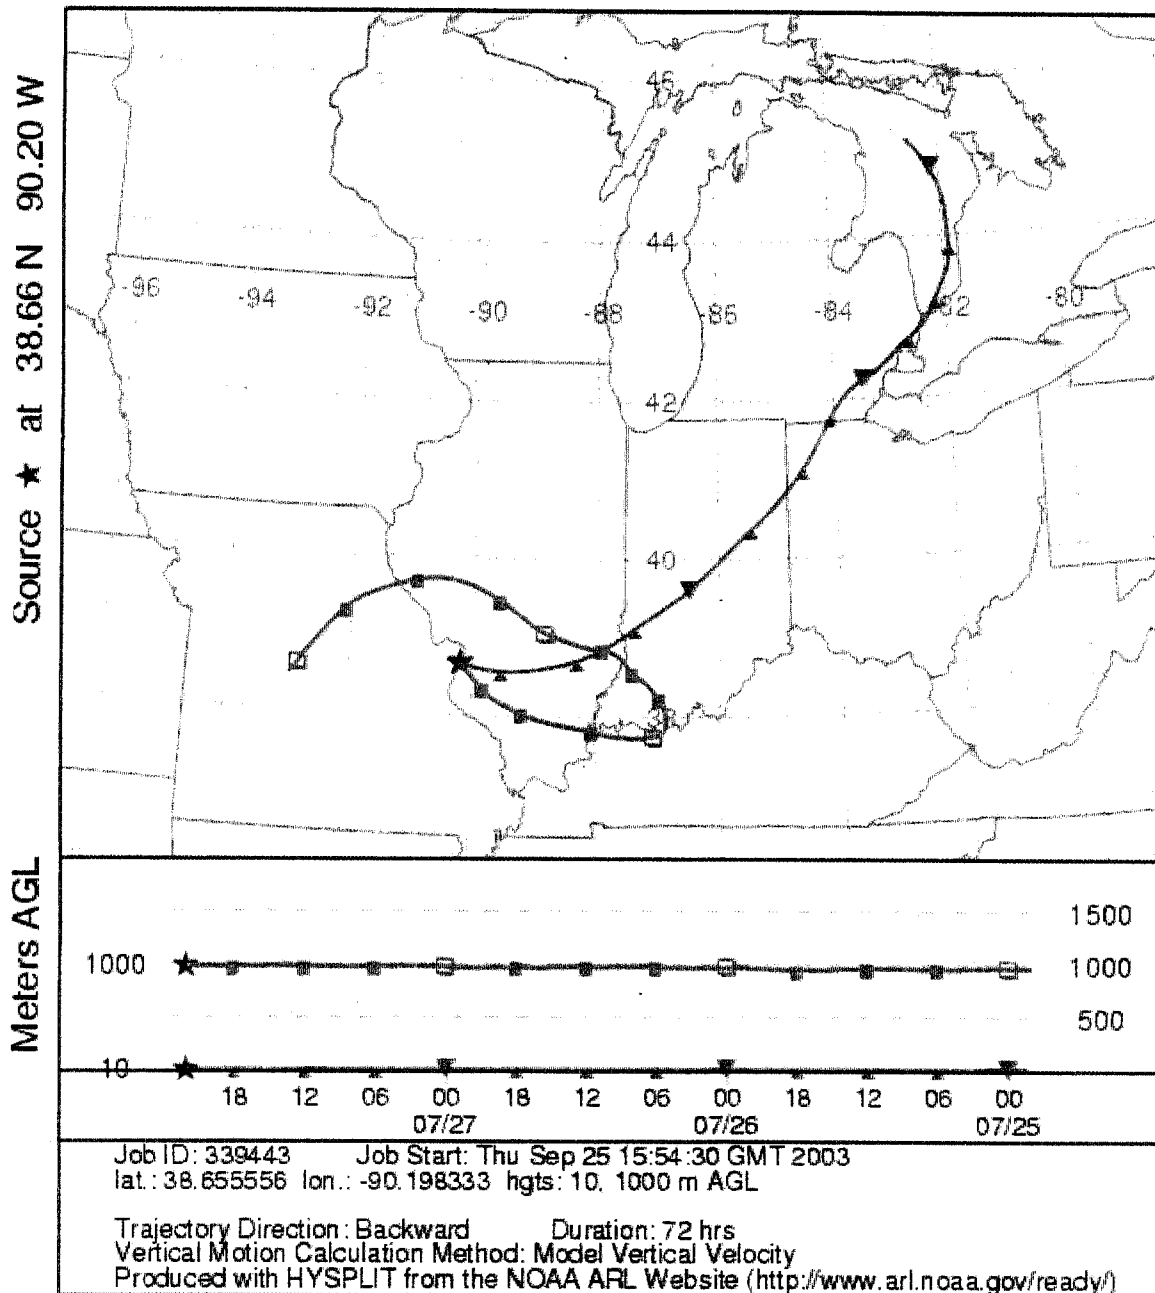 Source ★ at 38.66 N 90.20 W
46
44
-96 -94 -92 -90 -88 -86 -84 -82 -80
42
40
38
Meters AGL
1500
1000 1000
500
10
18 12 06 00 18 12 06 00 18 12 06 00
07/27 07/26 07/25
Job ID: 339443 Job Start: Thu Sep 25 15:54:30 GMT 2003
lat.: 38.655556 lon.: -90.198333 hgts: 10, 1000 m AGL
Trajectory Direction: Backward Duration: 72 hrs
Vertical Motion Calculation Method: Model Vertical Velocity
Produced with HYSPLIT from the NOAA ARL Website (http://www.arl.noaa.gov/ready/)